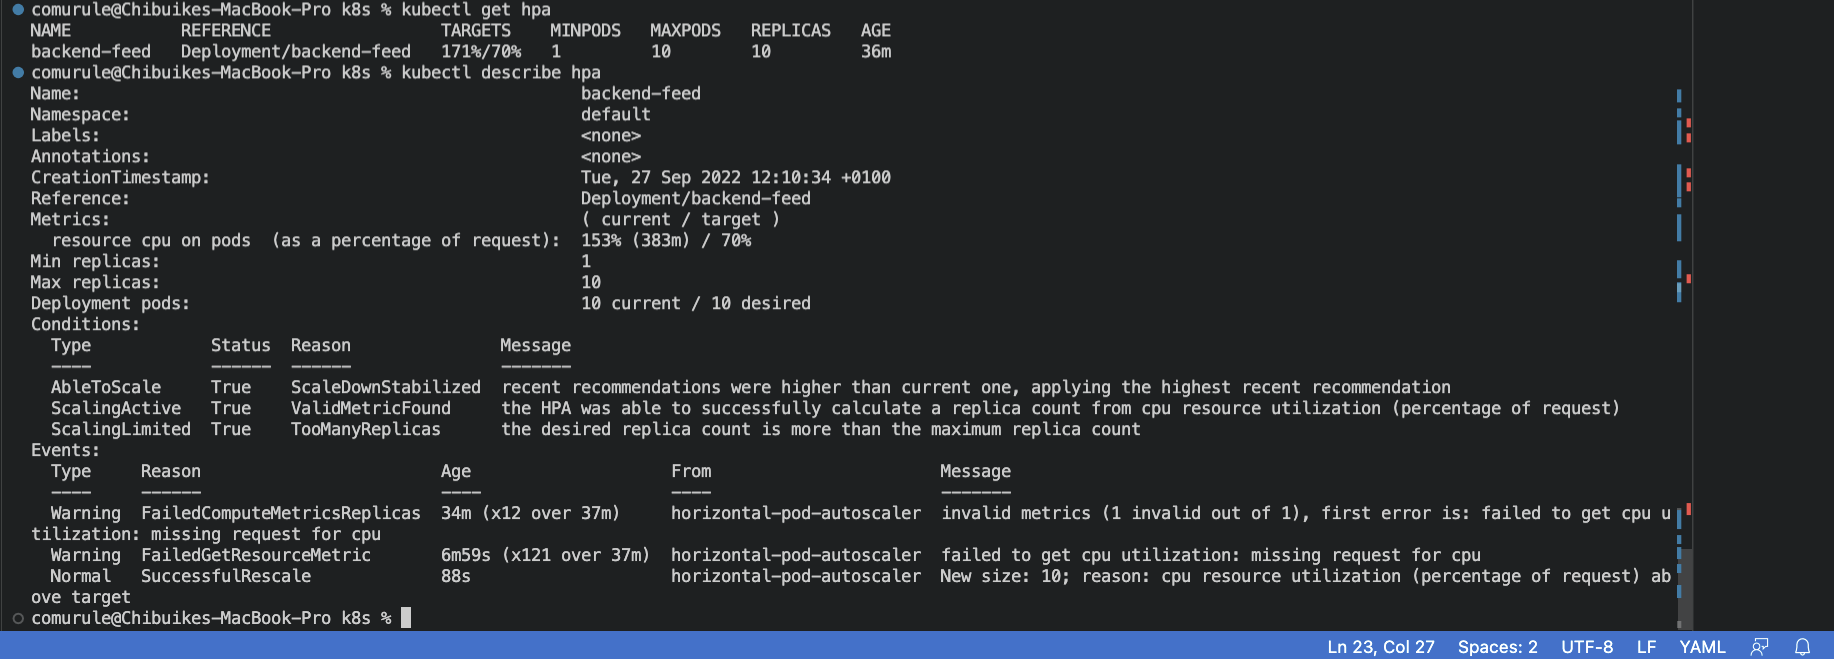 comurule@Chibuikes-MacBook-Pro k8s % kubectl get hpa
NAME REFERENCE TARGETS MINPODS MAXPODS REPLICAS AGE
backend-feed Deployment/backend-feed 171%/70% 1 10 10 36m
comurule@Chibuikes-MacBook-Pro k8s % kubectl describe hpa
Name: backend-feed
Namespace: default
Labels: <none>
Annotations: <none>
CreationTimestamp: Tue, 27 Sep 2022 12:10:34 +0100
Reference: Deployment/backend-feed
Metrics: ( current / target )
resource cpu on pods (as a percentage of request): 153% (383m) / 70%
Min replicas: 1
Max replicas: 10
Deployment pods: 10 current / 10 desired
Conditions:
Type Status Reason Message
---- ------ ------ -------
AbleToScale True ScaleDownStabilized recent recommendations were higher than current one, applying the highest recent recommendation
ScalingActive True ValidMetricFound the HPA was able to successfully calculate a replica count from cpu resource utilization (percentage of request)
ScalingLimited True TooManyReplicas the desired replica count is more than the maximum replica count
Events:
Type Reason Age From Message
---- ------ ---- ---- -------
Warning FailedComputeMetricsReplicas 34m (x12 over 37m) horizontal-pod-autoscaler invalid metrics (1 invalid out of 1), first error is: failed to get cpu u
tilization: missing request for cpu
Warning FailedGetResourceMetric 6m59s (x121 over 37m) horizontal-pod-autoscaler failed to get cpu utilization: missing request for cpu
Normal SuccessfulRescale 88s horizontal-pod-autoscaler New size: 10; reason: cpu resource utilization (percentage of request) ab
ove target
comurule@Chibuikes-MacBook-Pro k8s %
Ln 23, Col 27 Spaces: 2 UTF-8 LF YAML